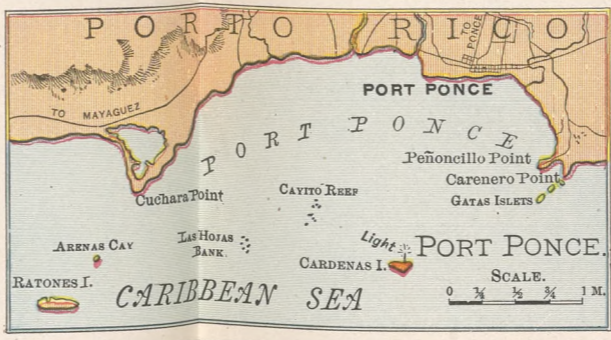 PORTO RICO
TO PONCE
PORT PONCE
TO MAYAGUEZ
PORT PONCE
Peñoncillo Point
Carenero Point
Cuchara Point
CAYITO REEF
GATAS ISLETS
LAS HOJAS
BANK.
Light
PORT PONCE.
ARENAS CAY
CARDENAS I.
SCALE.
RATONES I.
0 ¼ ½ ¾ 1 M.
CARIBBEAN SEA